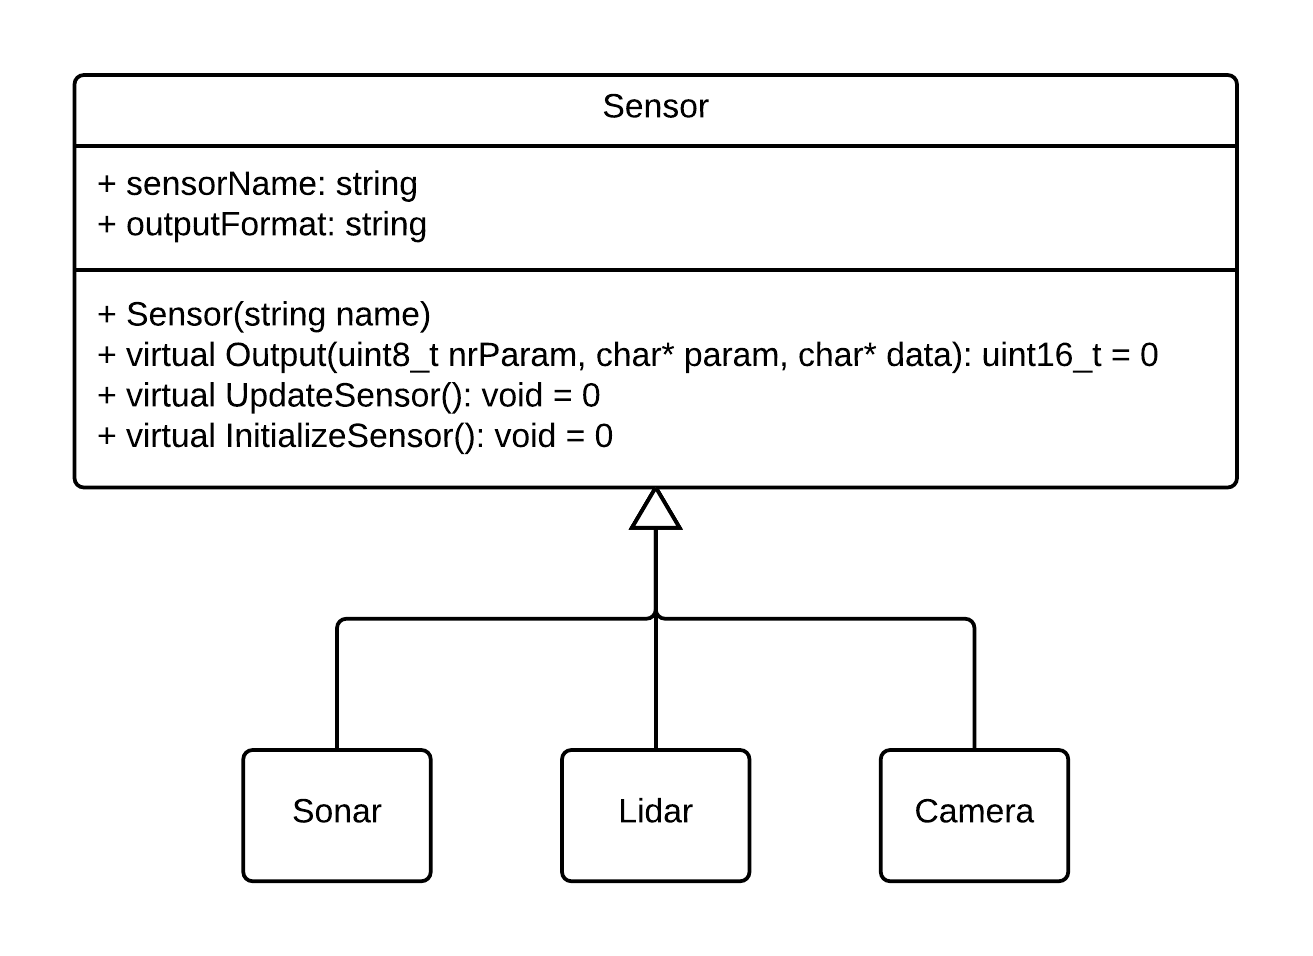 Sensor
+ sensorName: string
+ outputFormat: string
+ Sensor(string name)
+ virtual Output(uint8_t nrParam, char* param, char* data): uint16_t = 0
+ virtual UpdateSensor(): void = 0
+ virtual InitializeSensor(): void = 0
Sonar
Lidar
Camera